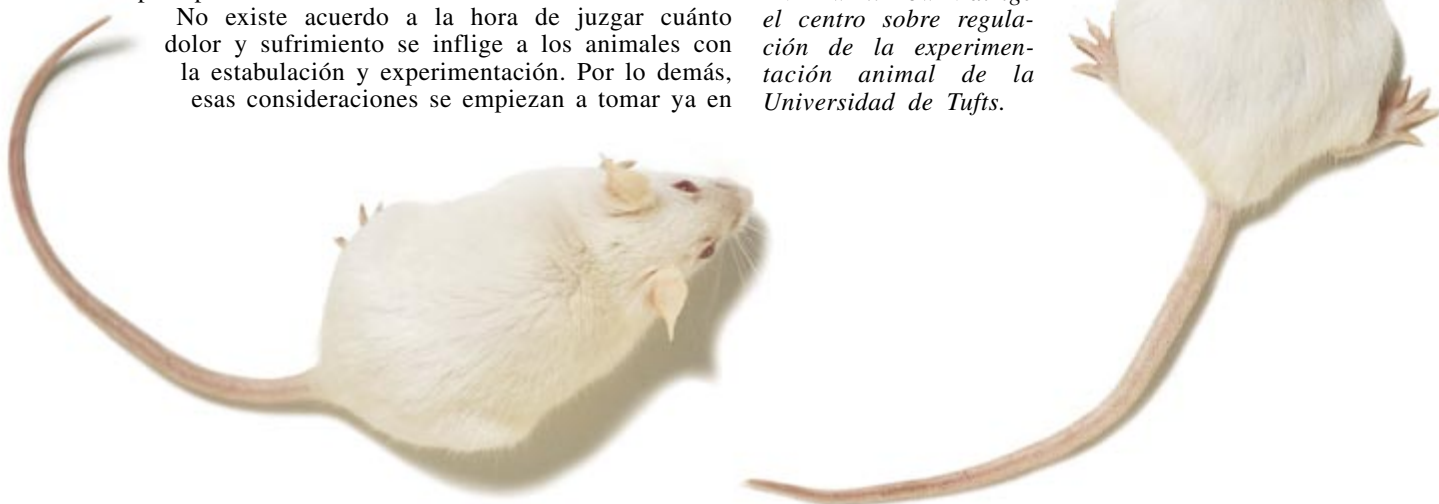 No existe acuerdo a la hora de juzgar cuánto
dolor y sufrimiento se inflige a los animales con
la estabulación y experimentación. Por lo demás,
esas consideraciones se empiezan a tomar ya en
el centro sobre regula-
ción de la experimen-
tación animal de la
Universidad de Tufts.